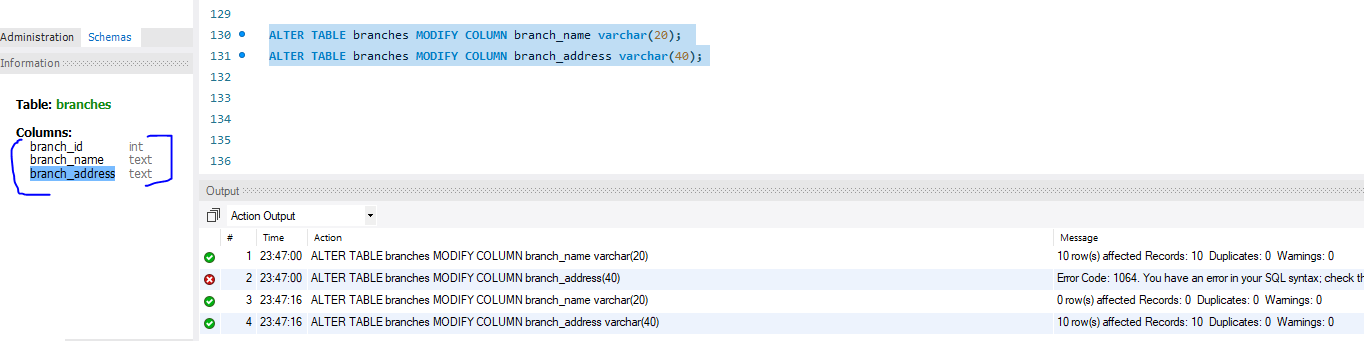 Administration Schemas
Information
Table: branches
Columns:
branch_id int
branch_name text
branch_address text
129
130 ALTER TABLE branches MODIFY COLUMN branch_name varchar(20);
131 ALTER TABLE branches MODIFY COLUMN branch_address varchar(40);
132
133
134
135
136
Output
Action Output
# Time Action Message
1 23:47:00 ALTER TABLE branches MODIFY COLUMN branch_name varchar(20) 10 row(s) affected Records: 10 Duplicates: 0 Warnings: 0
2 23:47:00 ALTER TABLE branches MODIFY COLUMN branch_address(40) Error Code: 1064. You have an error in your SQL syntax; check th
3 23:47:16 ALTER TABLE branches MODIFY COLUMN branch_name varchar(20) 0 row(s) affected Records: 0 Duplicates: 0 Warnings: 0
4 23:47:16 ALTER TABLE branches MODIFY COLUMN branch_address varchar(40) 10 row(s) affected Records: 10 Duplicates: 0 Warnings: 0